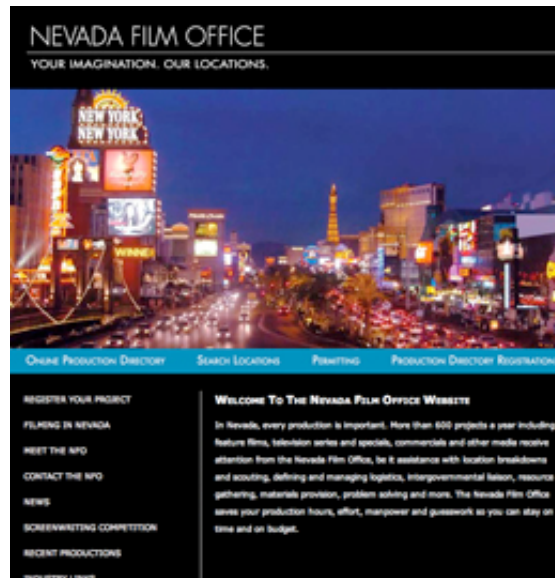 NEVADA FILM OFFICE
YOUR IMAGINATION. OUR LOCATIONS.
NEW YORK
NEW YORK
WINNE
ONLINE PRODUCTION DIRECTORY SEARCH LOCATIONS PERMITTING PRODUCTION DIRECTORY REGISTRATION
REGISTER YOUR PROJECT
FILMING IN NEVADA
MEET THE NFO
CONTACT THE NFO
NEWS
SCREENWRITING COMPETITION
RECENT PRODUCTIONS
INDUSTRY LINKS
WELCOME TO THE NEVADA FILM OFFICE WEBSITE
In Nevada, every production is important. More than 600 projects a year including
feature films, television series and specials, commercials and other media receive
attention from the Nevada Film Office, be it assistance with location breakdowns
and scouting, defining and managing logistics, intergovernmental liaison, resource
gathering, materials provision, problem solving and more. The Nevada Film Office
saves your production hours, effort, manpower and guesswork so you can stay on
time and on budget.